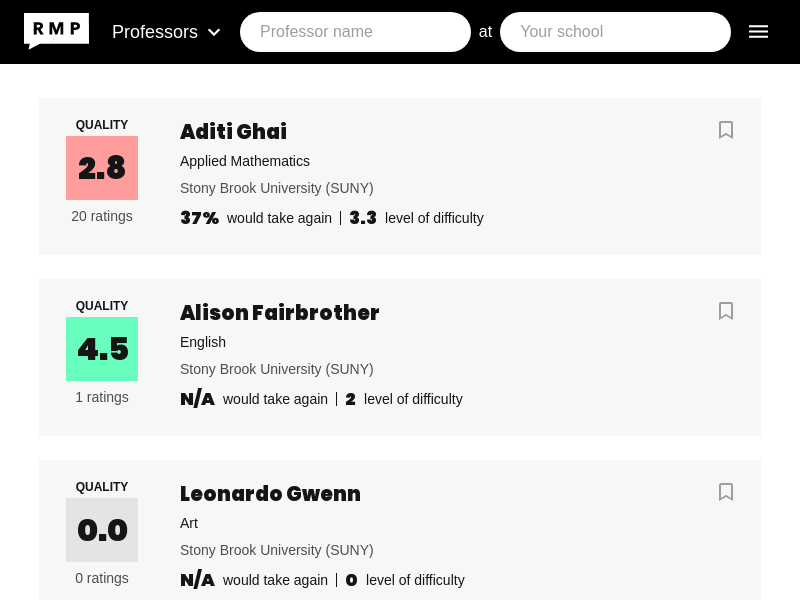 RMP
Professors
Professor name
at
Your school
QUALITY
2.8
20 ratings
Aditi Ghai
Applied Mathematics
Stony Brook University (SUNY)
37% would take again | 3.3 level of difficulty
QUALITY
4.5
1 ratings
Alison Fairbrother
English
Stony Brook University (SUNY)
N/A would take again | 2 level of difficulty
QUALITY
0.0
0 ratings
Leonardo Gwenn
Art
Stony Brook University (SUNY)
N/A would take again | 0 level of difficulty